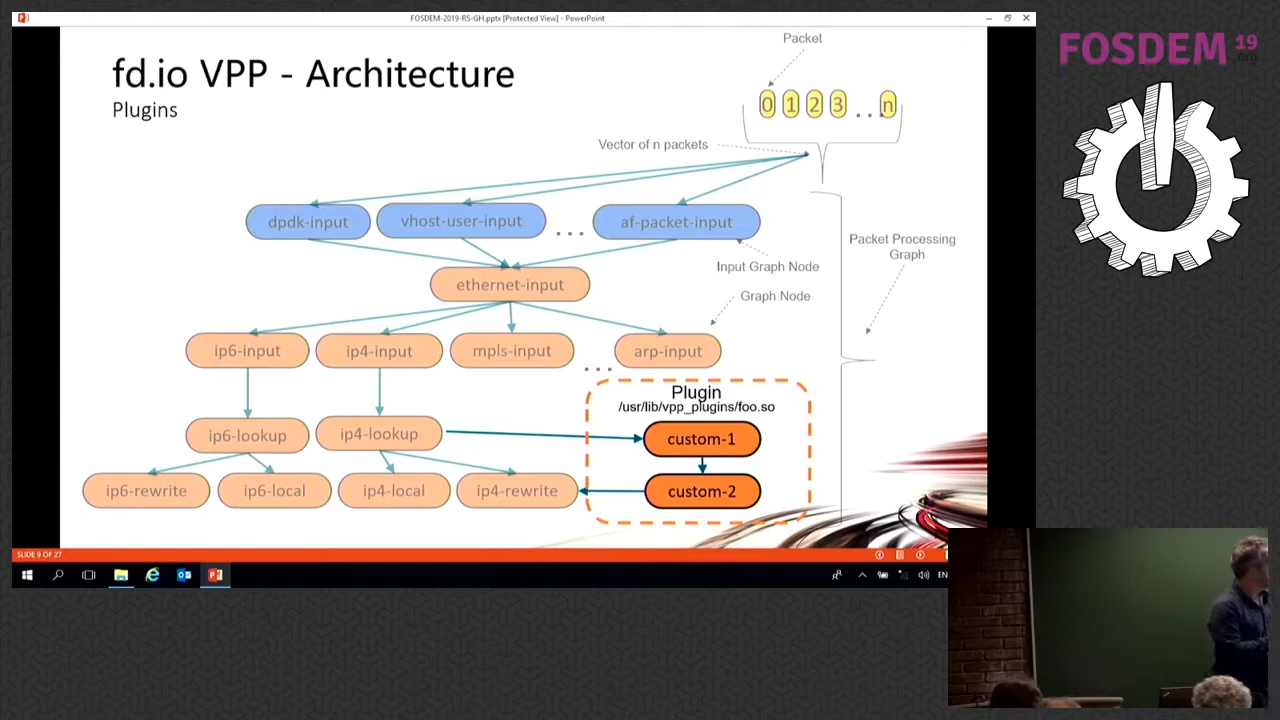 FOSDEM-2019-RS-GH.pptx [Protected View] - PowerPoint
FOSDEM 19
.org
fd.io VPP - Architecture
Plugins
Packet
0 1 2 3 ... n
Vector of n packets
dpdk-input vhost-user-input ... af-packet-input
Packet Processing
Graph
Input Graph Node
ethernet-input
Graph Node
ip6-input ip4-input mpls-input ... arp-input
Plugin
/usr/lib/vpp_plugins/foo.so
ip6-lookup ip4-lookup custom-1
ip6-rewrite ip6-local ip4-local ip4-rewrite custom-2
SLIDE 9 OF 27
EN